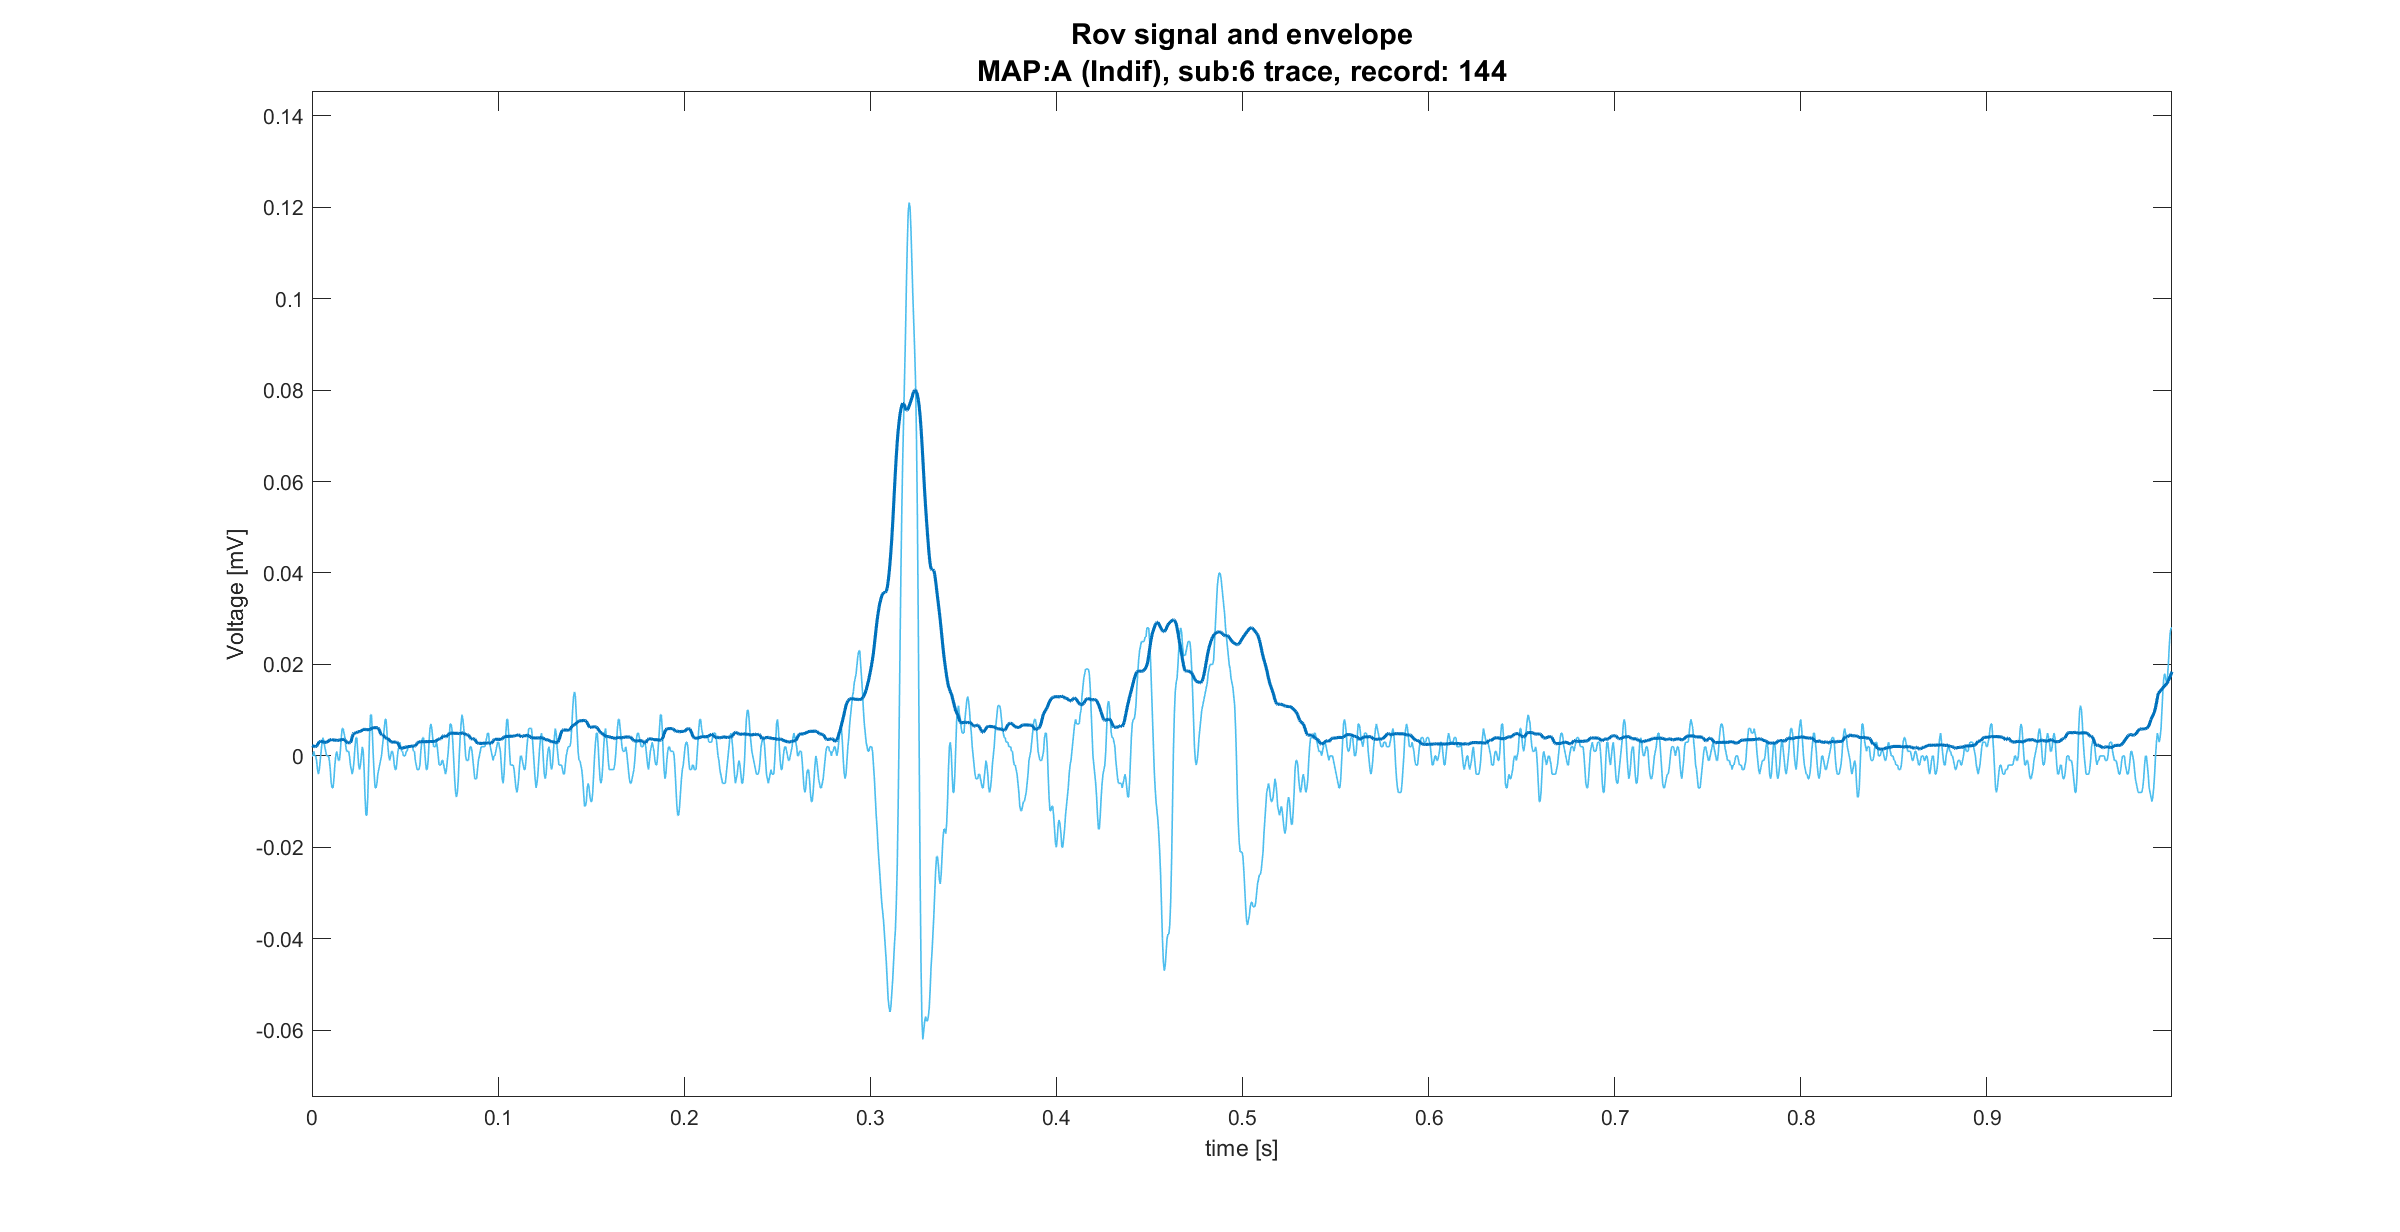 Rov signal and envelope
MAP:A (Indif), sub:6 trace, record: 144
0.14
0.12
0.1
0.08
0.06
0.04
0.02
0
-0.02
-0.04
-0.06
Voltage [mV]
0 0.1 0.2 0.3 0.4 0.5 0.6 0.7 0.8 0.9
time [s]